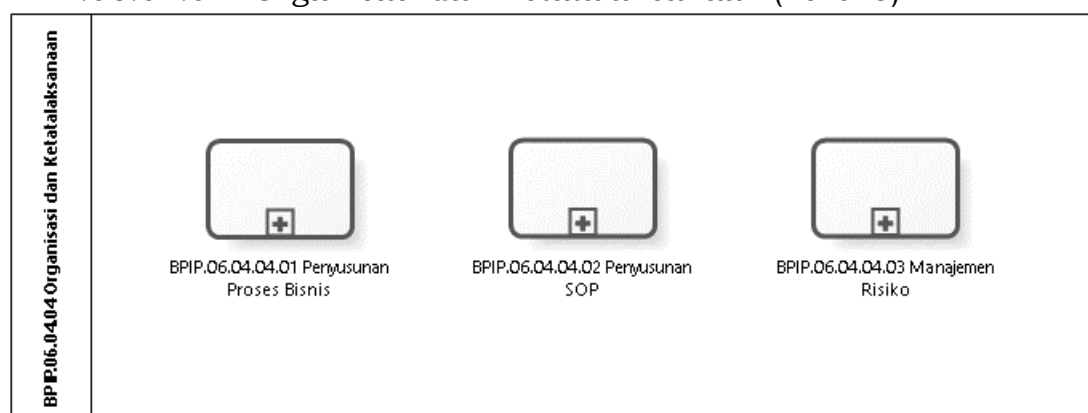 BPIP.06.04.04 Organisasi dan Ketatalaksanaan
BPIP.06.04.04.01 Penyusunan
Proses Bisnis
BPIP.06.04.04.02 Penyusunan
SOP
BPIP.06.04.04.03 Manajemen
Risiko